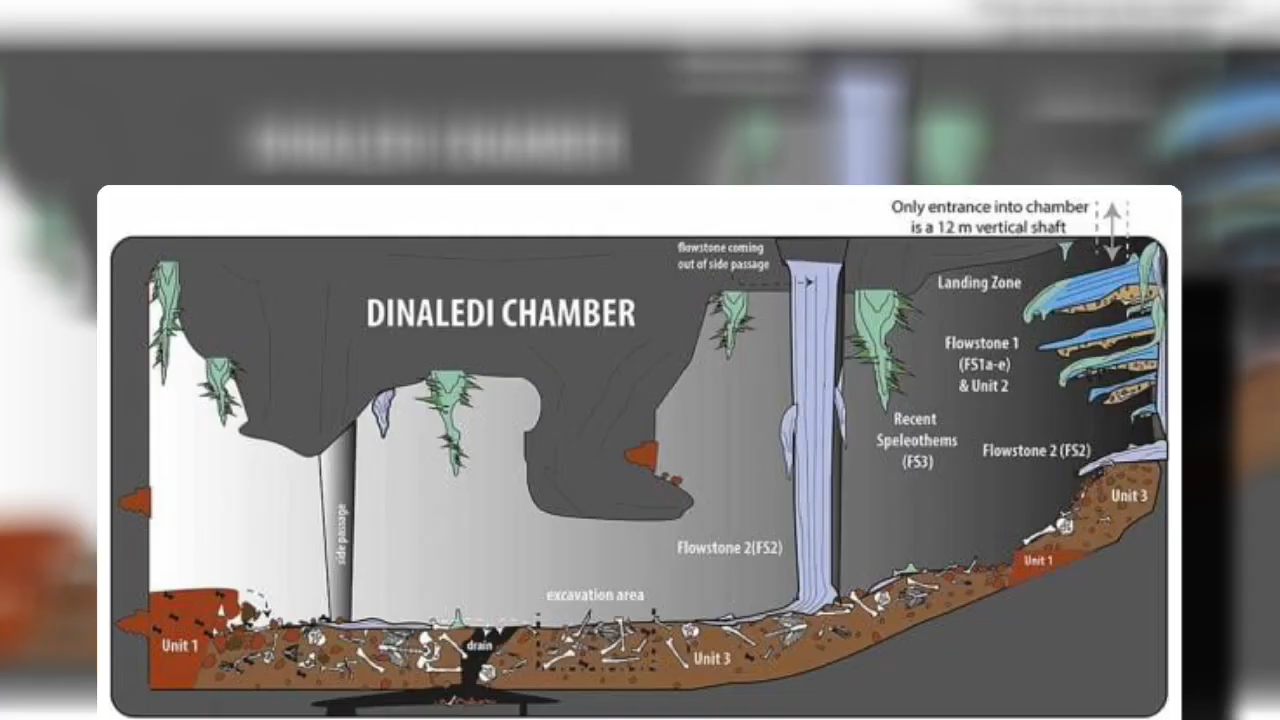 Only entrance into chamber
is a 12 m vertical shaft
flowstone coming
out of side passage
Landing Zone
DINALEDI CHAMBER
Flowstone 1
(FS1a-e)
& Unit 2
Recent
Speleothems
(FS3)
Flowstone 2 (FS2)
Unit 3
side passage
Flowstone 2(FS2)
Unit 1
excavation area
Unit 1
drain
Unit 3